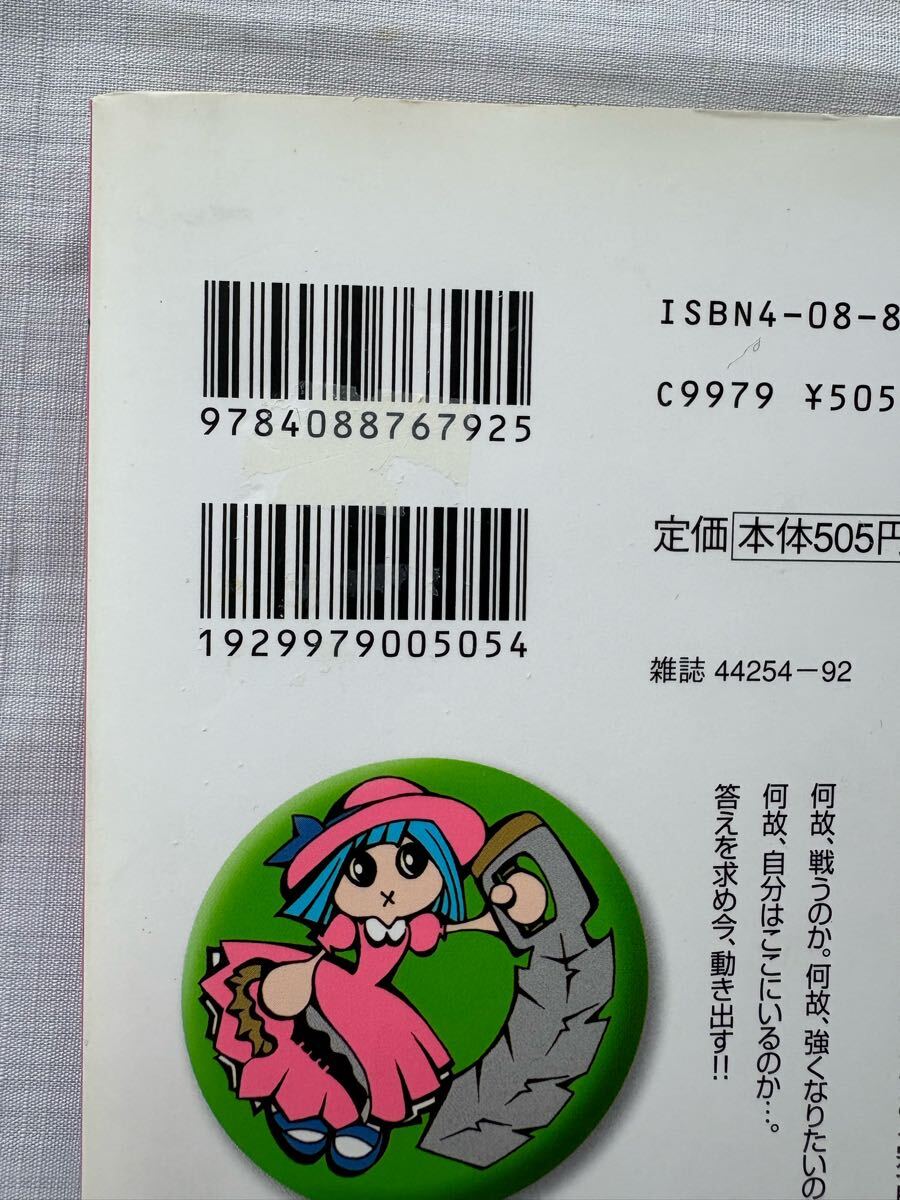 9784088767925
ISBN4-08-8
C9979 ¥505
1929979005054
定価 本体505円
雑誌 44254-92
何故、戦うのか。何故、強くなりたいの
何故、自分はここにいるのか…。
答えを求め今、動き出す!!